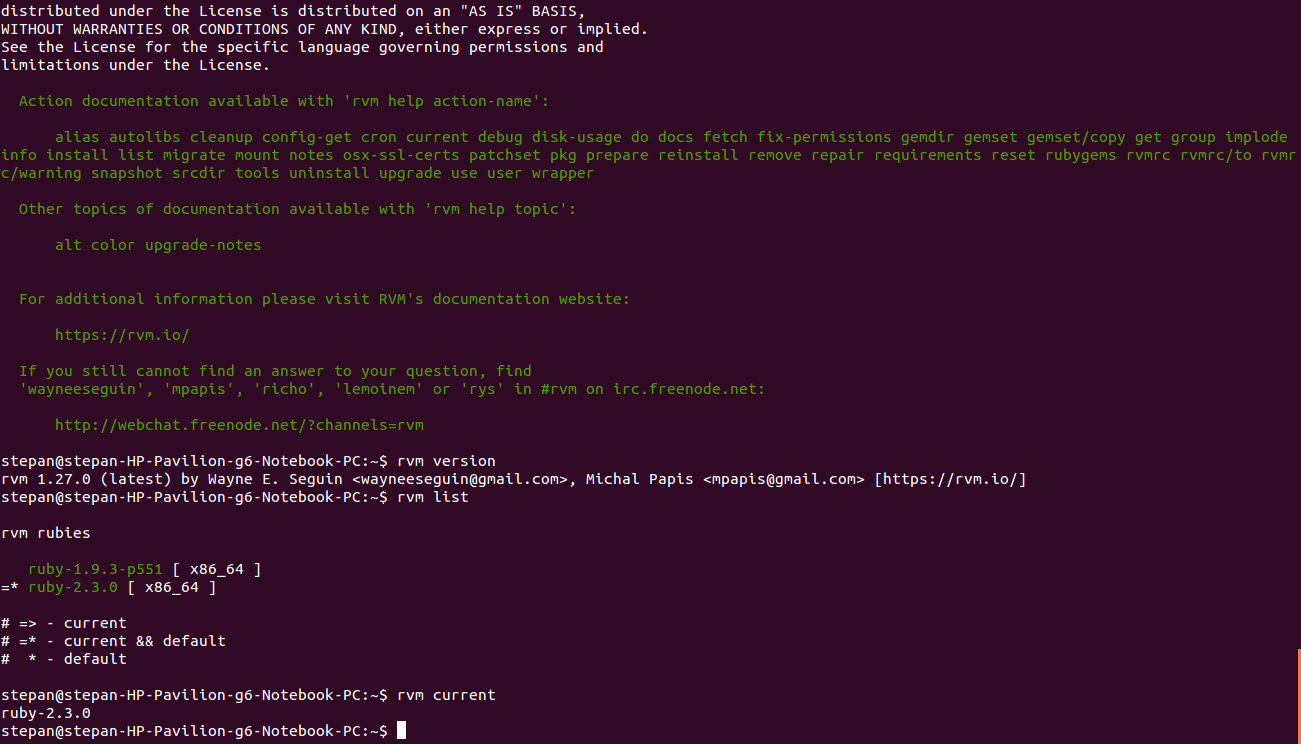 distributed under the License is distributed on an "AS IS" BASIS,
WITHOUT WARRANTIES OR CONDITIONS OF ANY KIND, either express or implied.
See the License for the specific language governing permissions and
limitations under the License.
Action documentation available with 'rvm help action-name':
alias autolibs cleanup config-get cron current debug disk-usage do docs fetch fix-permissions gemdir gemset gemset/copy get group implode
info install list migrate mount notes osx-ssl-certs patchset pkg prepare reinstall remove repair requirements reset rubygems rvmrc rvmrc/to rvmr
c/warning snapshot srcdir tools uninstall upgrade use user wrapper
Other topics of documentation available with 'rvm help topic':
alt color upgrade-notes
For additional information please visit RVM's documentation website:
https://rvm.io/
If you still cannot find an answer to your question, find
'wayneeseguin', 'mpapis', 'richo', 'lemoinem' or 'rys' in #rvm on irc.freenode.net:
http://webchat.freenode.net/?channels=rvm
stepan@stepan-HP-Pavilion-g6-Notebook-PC:~$ rvm version
rvm 1.27.0 (latest) by Wayne E. Seguin <wayneeseguin@gmail.com>, Michal Papis <mpapis@gmail.com> [https://rvm.io/]
stepan@stepan-HP-Pavilion-g6-Notebook-PC:~$ rvm list
rvm rubies
ruby-1.9.3-p551 [ x86_64 ]
=* ruby-2.3.0 [ x86_64 ]
# => - current
# =* - current && default
#  * - default
stepan@stepan-HP-Pavilion-g6-Notebook-PC:~$ rvm current
ruby-2.3.0
stepan@stepan-HP-Pavilion-g6-Notebook-PC:~$